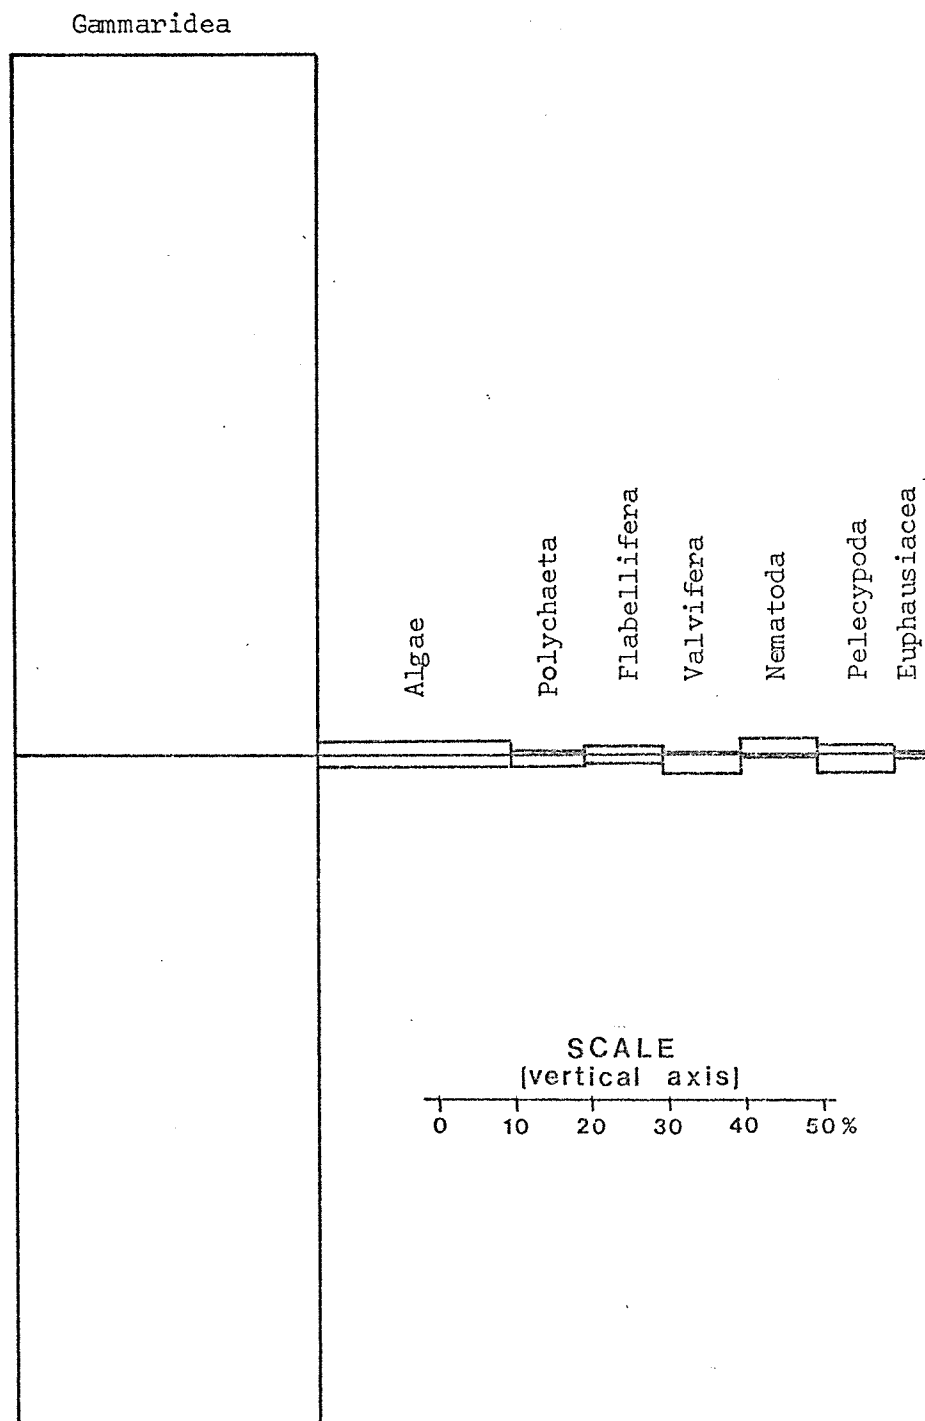 Gammaridea
Algae
Polychaeta
Flabellifera
Valvifera
Nematoda
Pelecypoda
Euphausiacea
SCALE
[vertical axis]
0 10 20 30 40 50 %